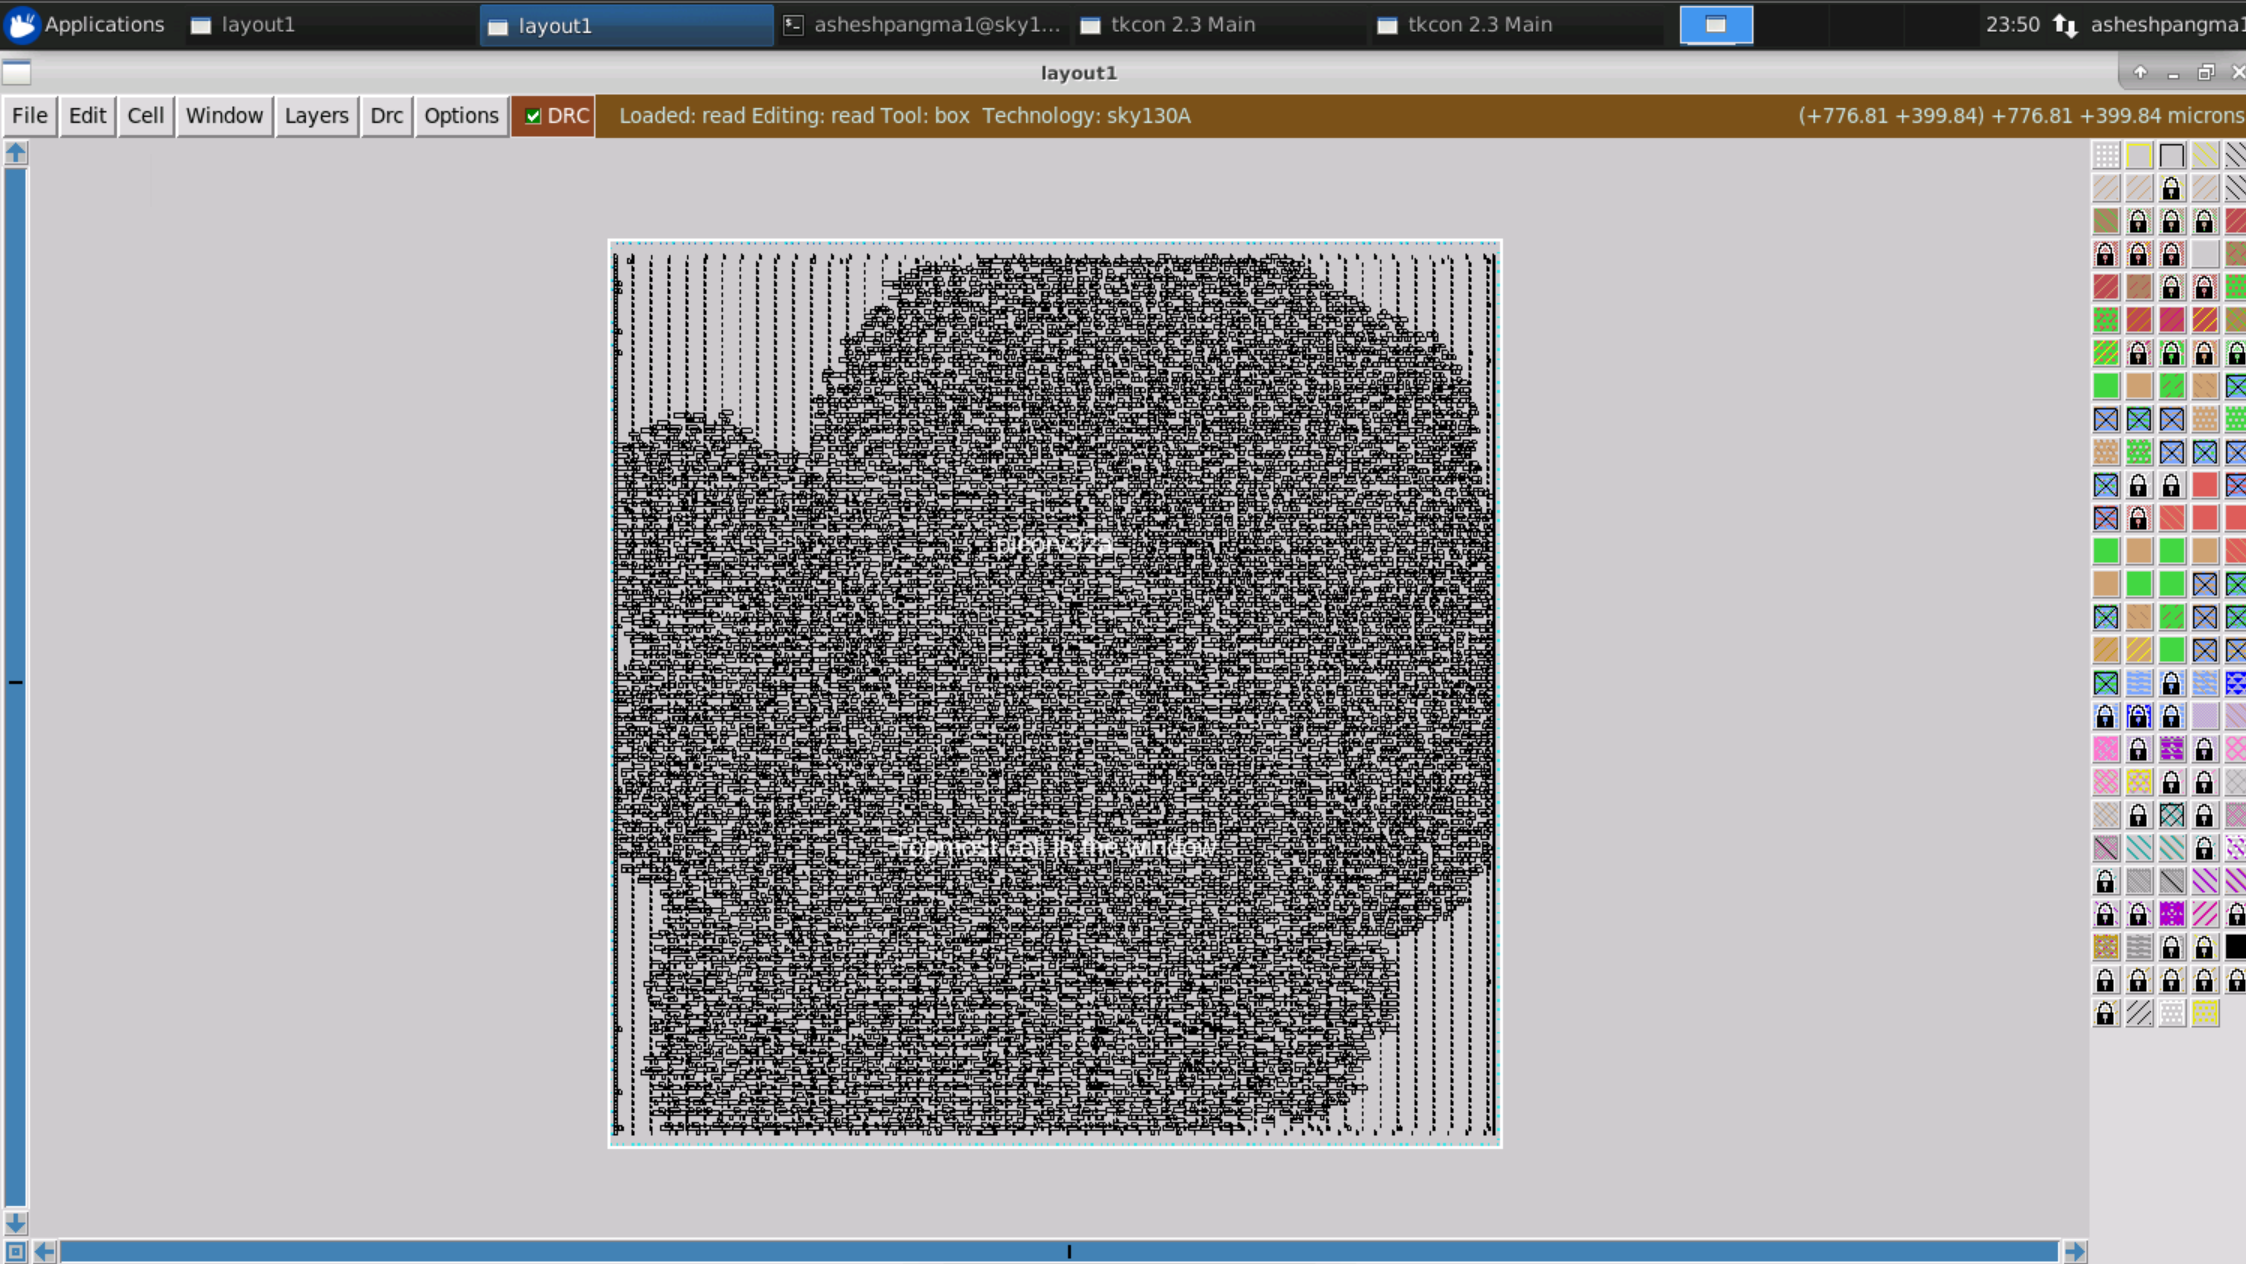 Applications layout1 layout1 asheshpangma1@sky1... tkcon 2.3 Main tkcon 2.3 Main 23:50 asheshpangma1
layout1
File Edit Cell Window Layers Drc Options DRC Loaded: read Editing: read Tool: box Technology: sky130A (+776.81 +399.84) +776.81 +399.84 microns
picorv32a
Topmost cell in the window